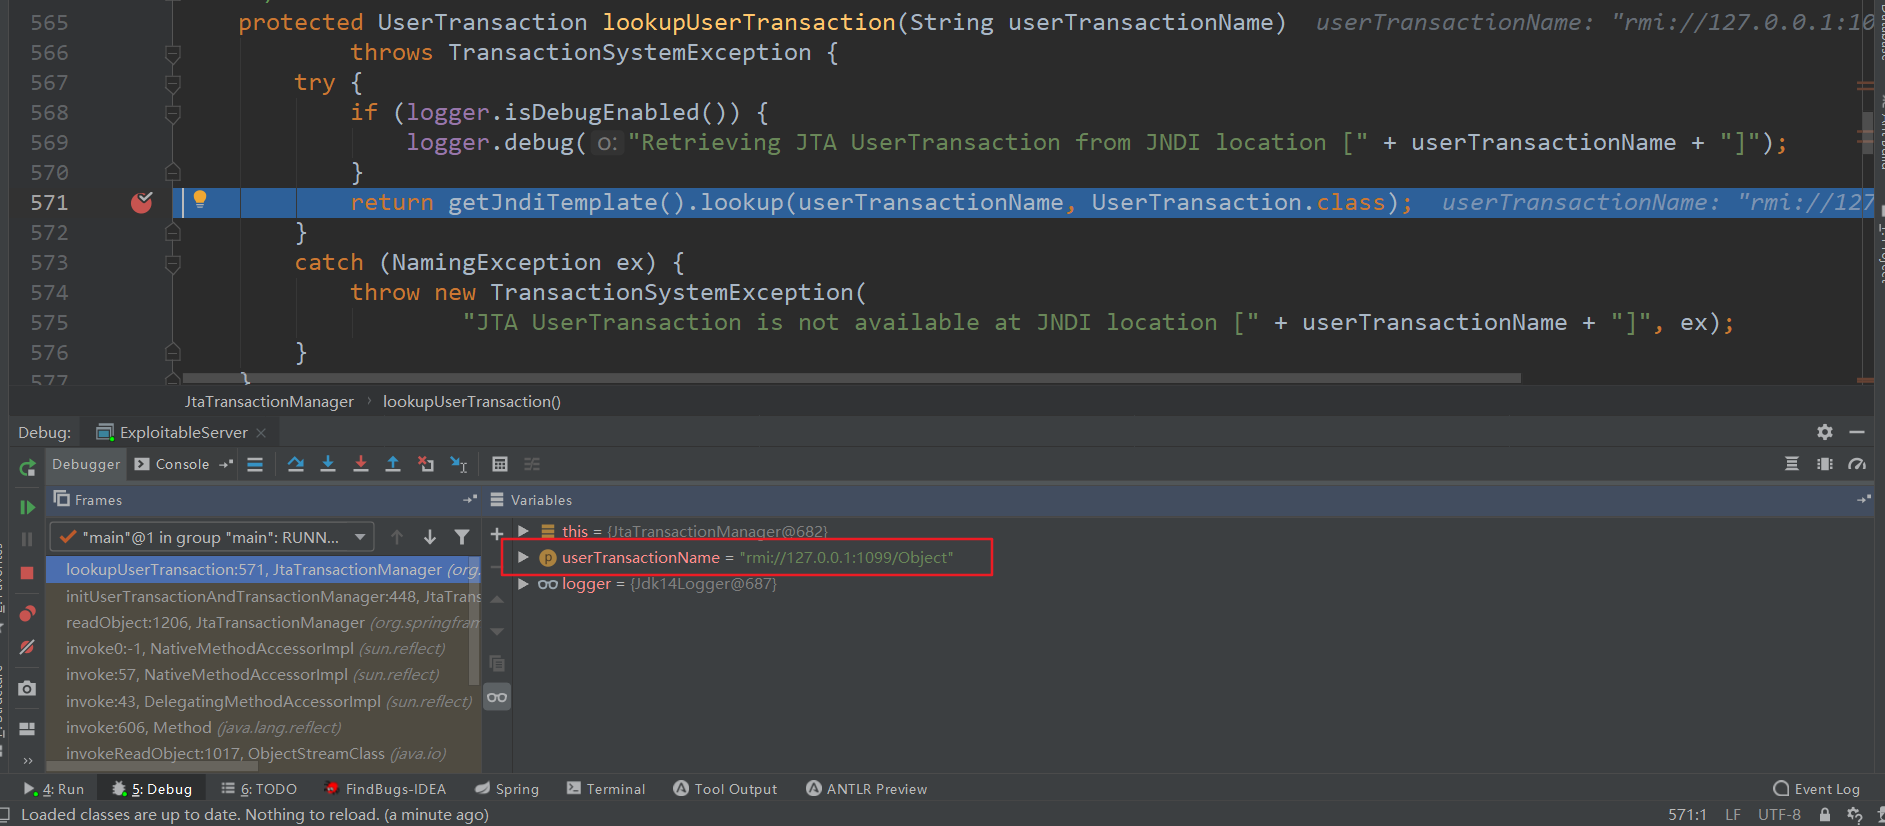 565 protected UserTransaction lookupUserTransaction(String userTransactionName) userTransactionName: "rmi://127.0.0.1:10
566 throws TransactionSystemException {
567 try {
568 if (logger.isDebugEnabled()) {
569 logger.debug( o: "Retrieving JTA UserTransaction from JNDI location [" + userTransactionName + "]");
570 }
571 return getJndiTemplate().lookup(userTransactionName, UserTransaction.class); userTransactionName: "rmi://127
572 }
573 catch (NamingException ex) {
574 throw new TransactionSystemException(
575 "JTA UserTransaction is not available at JNDI location [" + userTransactionName + "]", ex);
576 }
577 }
JtaTransactionManager › lookupUserTransaction()
Debug: ExploitableServer
Debugger Console
Frames
Variables
"main"@1 in group "main": RUNN...
lookupUserTransaction:571, JtaTransactionManager (org.
initUserTransactionAndTransactionManager:448, JtaTrans
readObject:1206, JtaTransactionManager (org.springfram
invoke0:-1, NativeMethodAccessorImpl (sun.reflect)
invoke:57, NativeMethodAccessorImpl (sun.reflect)
invoke:43, DelegatingMethodAccessorImpl (sun.reflect)
invoke:606, Method (java.lang.reflect)
invokeReadObject:1017, ObjectStreamClass (java.io)
this = {JtaTransactionManager@682}
userTransactionName = "rmi://127.0.0.1:1099/Object"
logger = {Jdk14Logger@687}
4: Run 5: Debug 6: TODO FindBugs-IDEA Spring Terminal Tool Output ANTLR Preview Event Log
Loaded classes are up to date. Nothing to reload. (a minute ago) 571:1 LF UTF-8